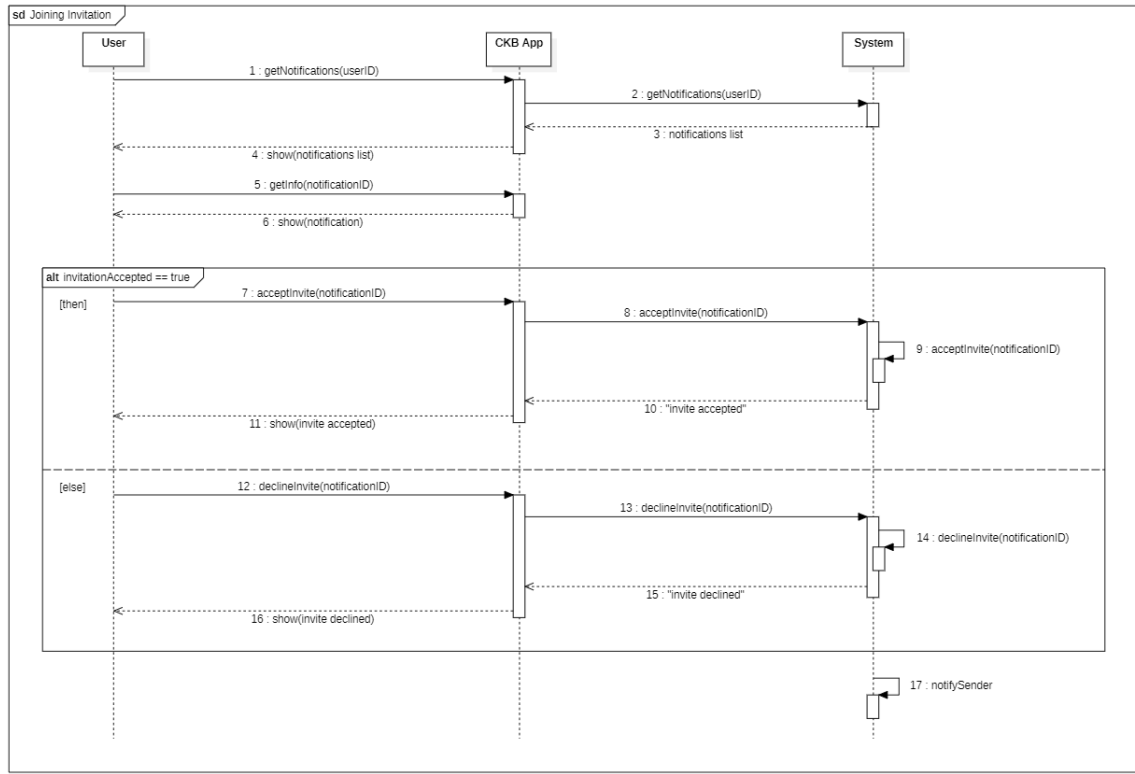 sd Joining Invitation
User
CKB App
System
1 : getNotifications(userID)
2 : getNotifications(userID)
3 : notifications list
4 : show(notifications list)
5 : getInfo(notificationID)
6 : show(notification)
alt invitationAccepted == true
[then]
7 : acceptInvite(notificationID)
8 : acceptInvite(notificationID)
9 : acceptInvite(notificationID)
10 : "invite accepted"
11 : show(invite accepted)
[else]
12 : declineInvite(notificationID)
13 : declineInvite(notificationID)
14 : declineInvite(notificationID)
15 : "invite declined"
16 : show(invite declined)
17 : notifySender